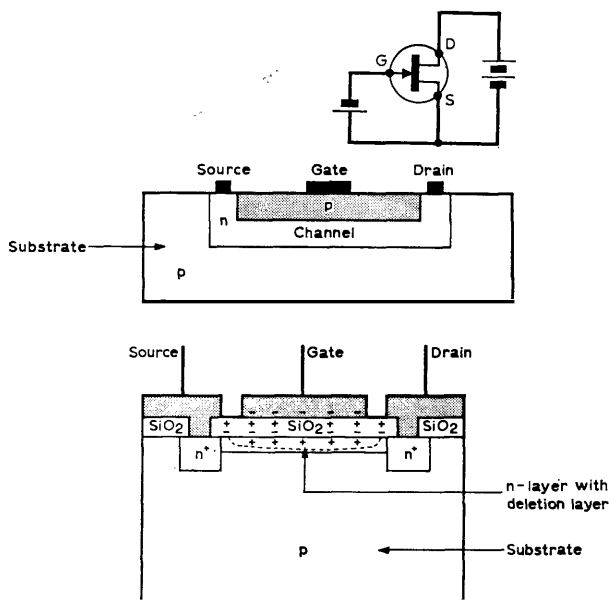 D
G
S
Source Gate Drain
p
n
Channel
Substrate
p
Source Gate Drain
SiO2 SiO2 SiO2
n+ n+
n-layer with
deletion layer
p
Substrate